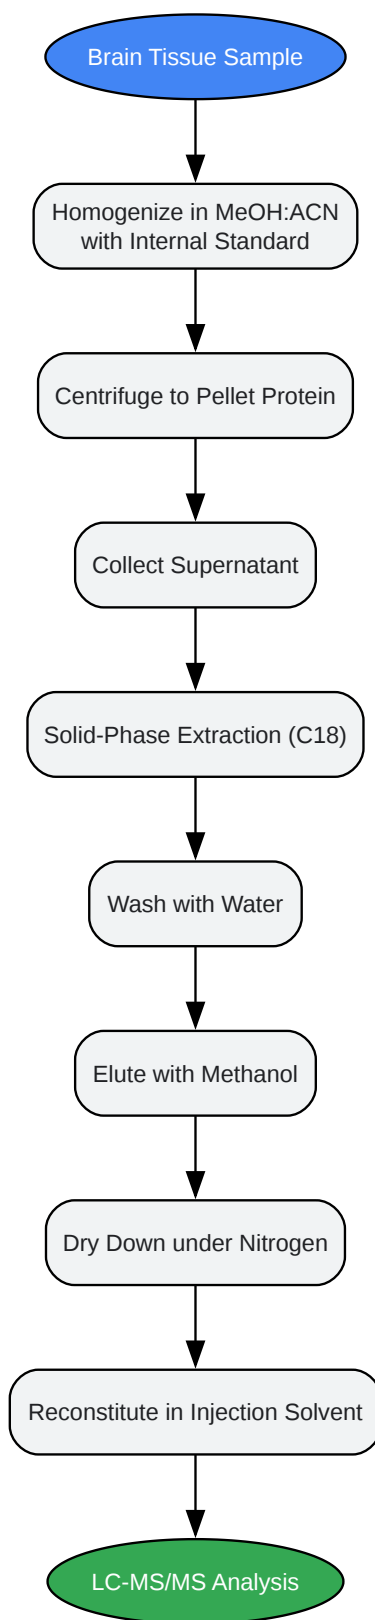 Brain Tissue Sample
Homogenize in MeOH:ACN
with Internal Standard
Centrifuge to Pellet Protein
Collect Supernatant
Solid-Phase Extraction (C18)
Wash with Water
Elute with Methanol
Dry Down under Nitrogen
Reconstitute in Injection Solvent
LC-MS/MS Analysis